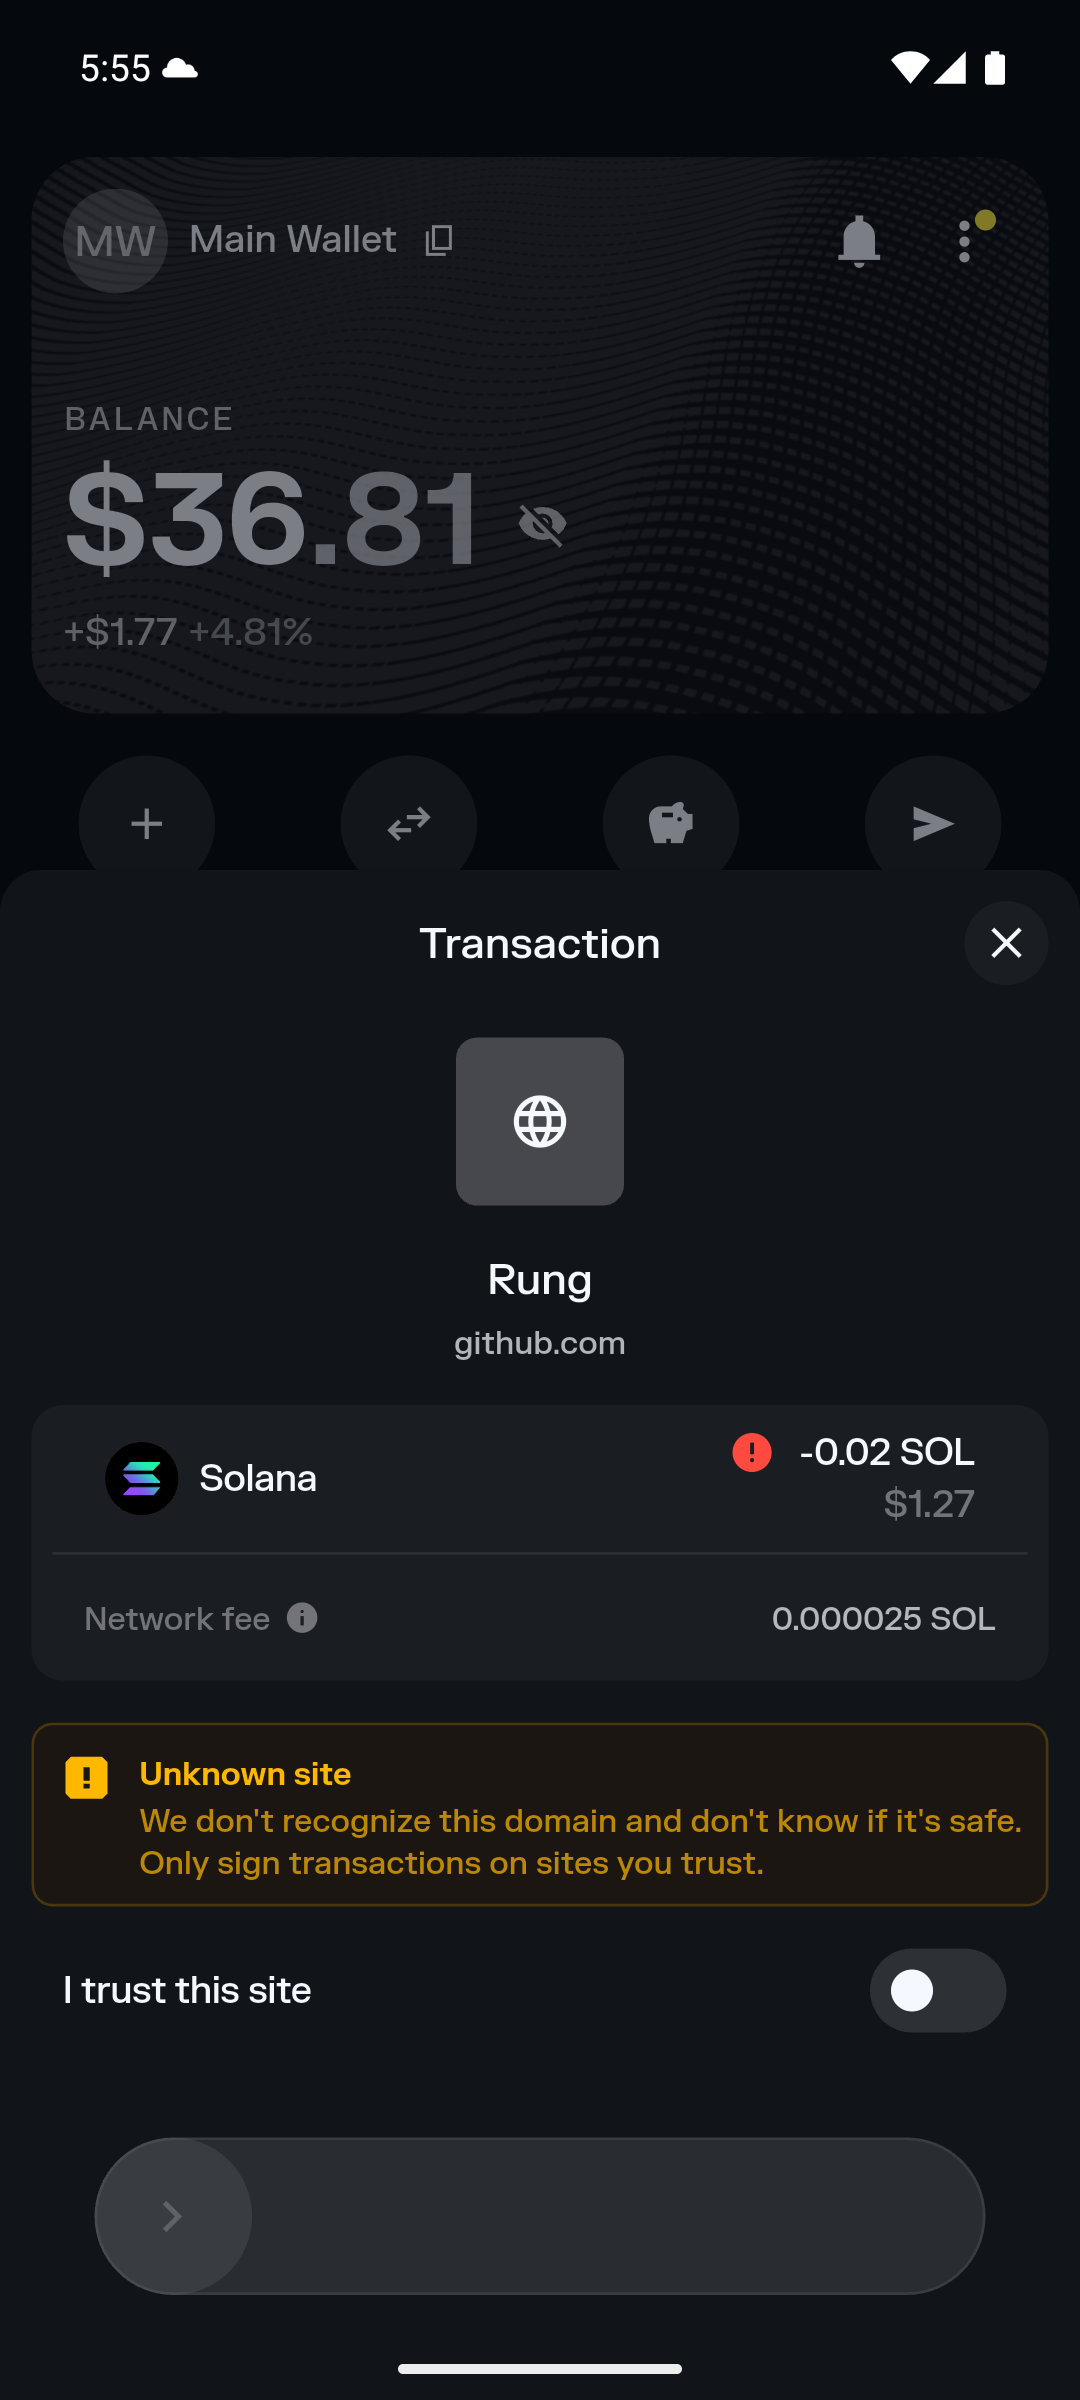 5:55
MW Main Wallet
BALANCE
$36.81
+$1.77 +4.81%
Transaction
Rung
github.com
Solana
-0.02 SOL
$1.27
Network fee
0.000025 SOL
Unknown site
We don't recognize this domain and don't know if it's safe.
Only sign transactions on sites you trust.
I trust this site